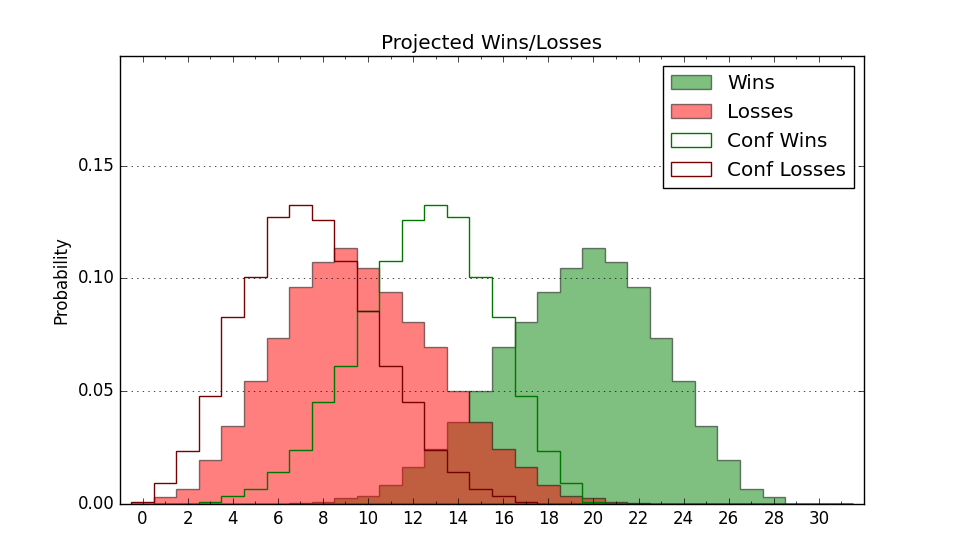 Projected Wins/Losses
Wins
Losses
Conf Wins
Conf Losses
Probability
0.15
0.10
0.05
0.00
0 2 4 6 8 10 12 14 16 18 20 22 24 26 28 30